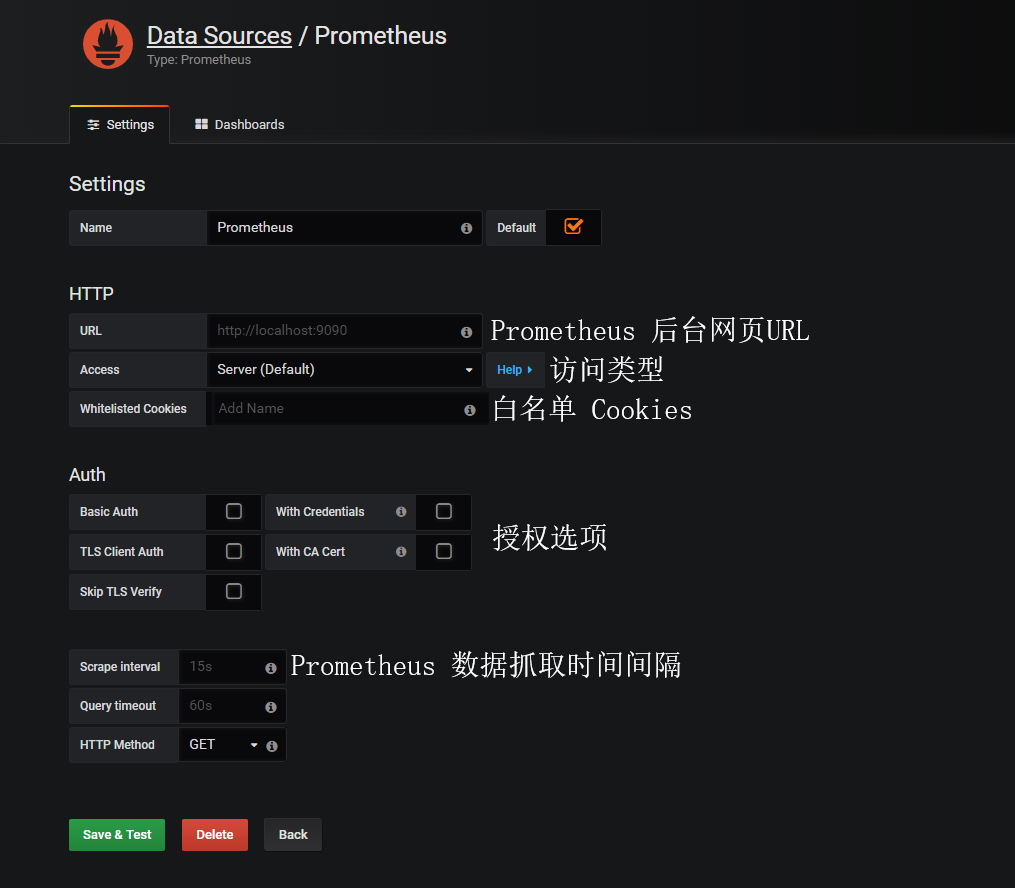 Data Sources / Prometheus
Type: Prometheus
Settings Dashboards
Settings
Name Prometheus Default
HTTP
URL http://localhost:9090 Prometheus 后台网页URL
Access Server (Default) Help 访问类型
Whitelisted Cookies Add Name 白名单 Cookies
Auth
Basic Auth With Credentials
授权选项
TLS Client Auth With CA Cert
Skip TLS Verify
Scrape interval 15s Prometheus 数据抓取时间间隔
Query timeout 60s
HTTP Method GET
Save & Test Delete Back